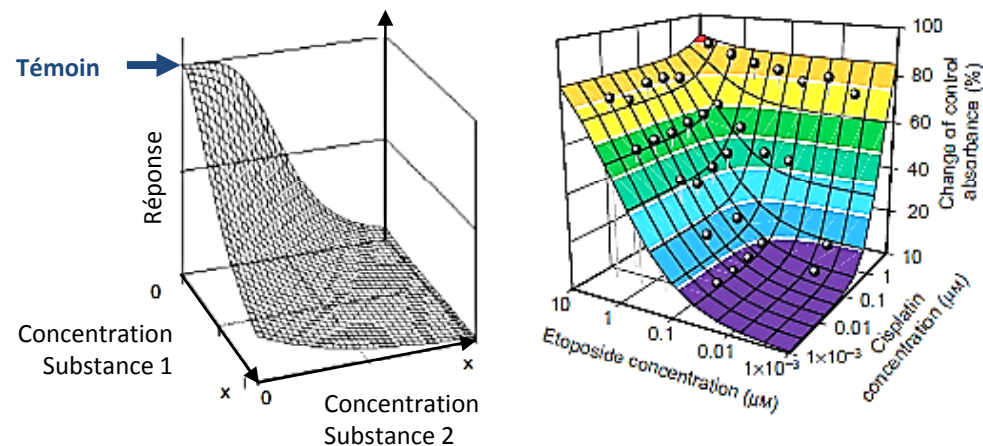 Témoin
Réponse
0
Concentration
Substance 1
x
0
x
Concentration
Substance 2
100
80
60
40
20
10
Change of control
absorbance (%)
10
1
0.1
0.01
1×10⁻³
Etoposide concentration (µM)
1
0.1
0.01
1×10⁻³
Cisplatin
concentration (µM)